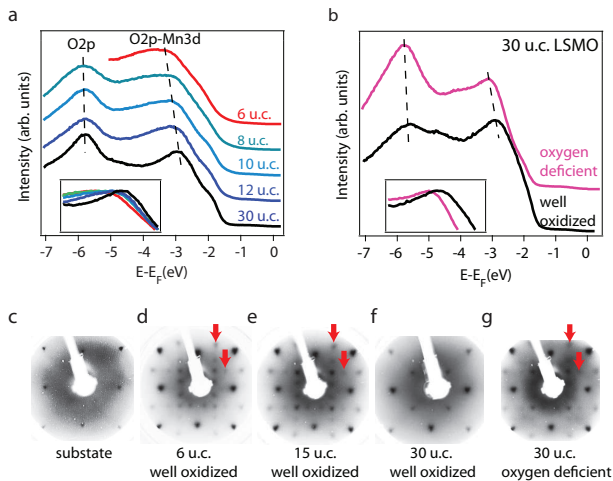 a
O2p
O2p-Mn3d
6 u.c.
8 u.c.
10 u.c.
12 u.c.
30 u.c.
Intensity (arb. units)
-7 -6 -5 -4 -3 -2 -1 0
E-EF(eV)
b
30 u.c. LSMO
oxygen
deficient
well
oxidized
Intensity (arb. units)
-7 -6 -5 -4 -3 -2 -1 0
E-EF(eV)
c
d
e
f
g
substate
6 u.c.
well oxidized
15 u.c.
well oxidized
30 u.c.
well oxidized
30 u.c.
oxygen deficient